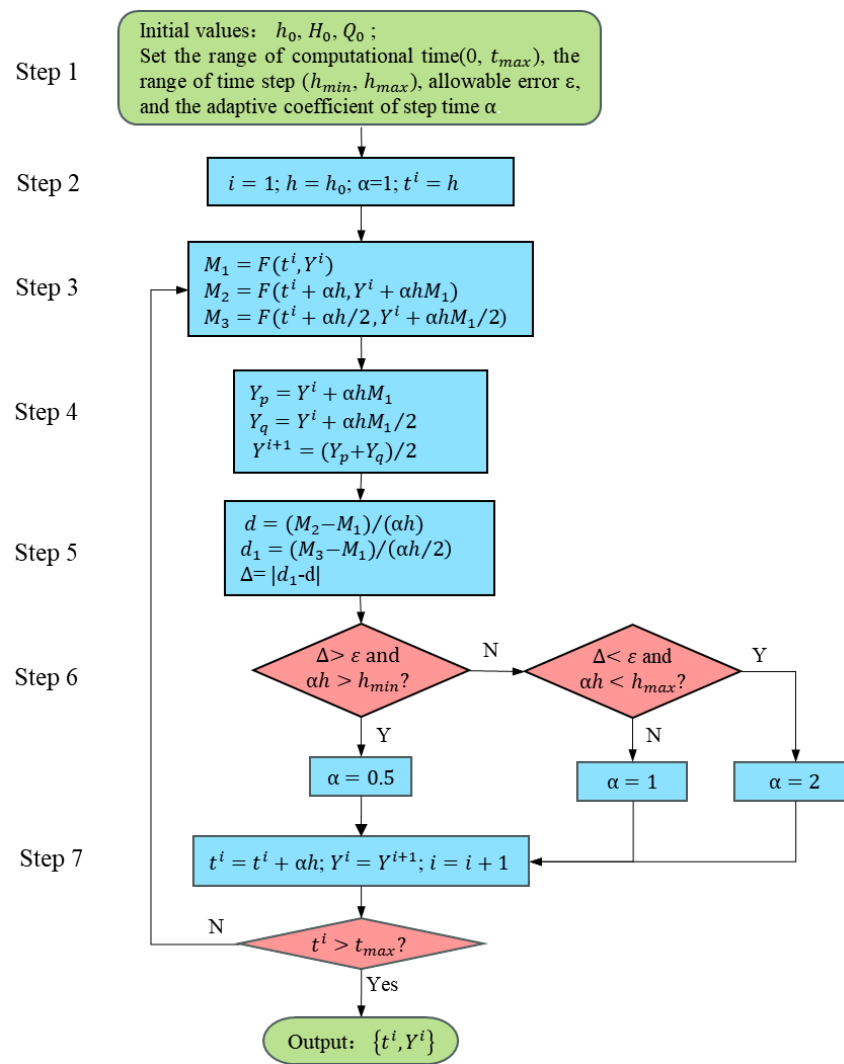 Step 1
Initial values: h₀, H₀, Q₀ ;
Set the range of computational time(0, tₘₐₓ), the
range of time step (hₘᵢₙ, hₘₐₓ), allowable error ε,
and the adaptive coefficient of step time α
Step 2
i = 1; h = h₀; α=1; tⁱ = h
Step 3
M₁ = F(tⁱ,Yⁱ)
M₂ = F(tⁱ + αh,Yⁱ + αhM₁)
M₃ = F(tⁱ + αh/2,Yⁱ + αhM₁/2)
Step 4
Yₚ = Yⁱ + αhM₁
Y_q = Yⁱ + αhM₁/2
Yⁱ⁺¹ = (Yₚ+Y_q)/2
Step 5
d = (M₂−M₁)/(αh)
d₁ = (M₃−M₁)/(αh/2)
Δ= |d₁-d|
Step 6
Δ> ε and
αh > hₘᵢₙ?
N
Δ< ε and
αh < hₘₐₓ?
Y
Y
N
α = 0.5
α = 1
α = 2
Step 7
tⁱ = tⁱ + αh; Yⁱ = Yⁱ⁺¹; i = i + 1
N
tⁱ > tₘₐₓ?
Yes
Output: {tⁱ,Yⁱ}